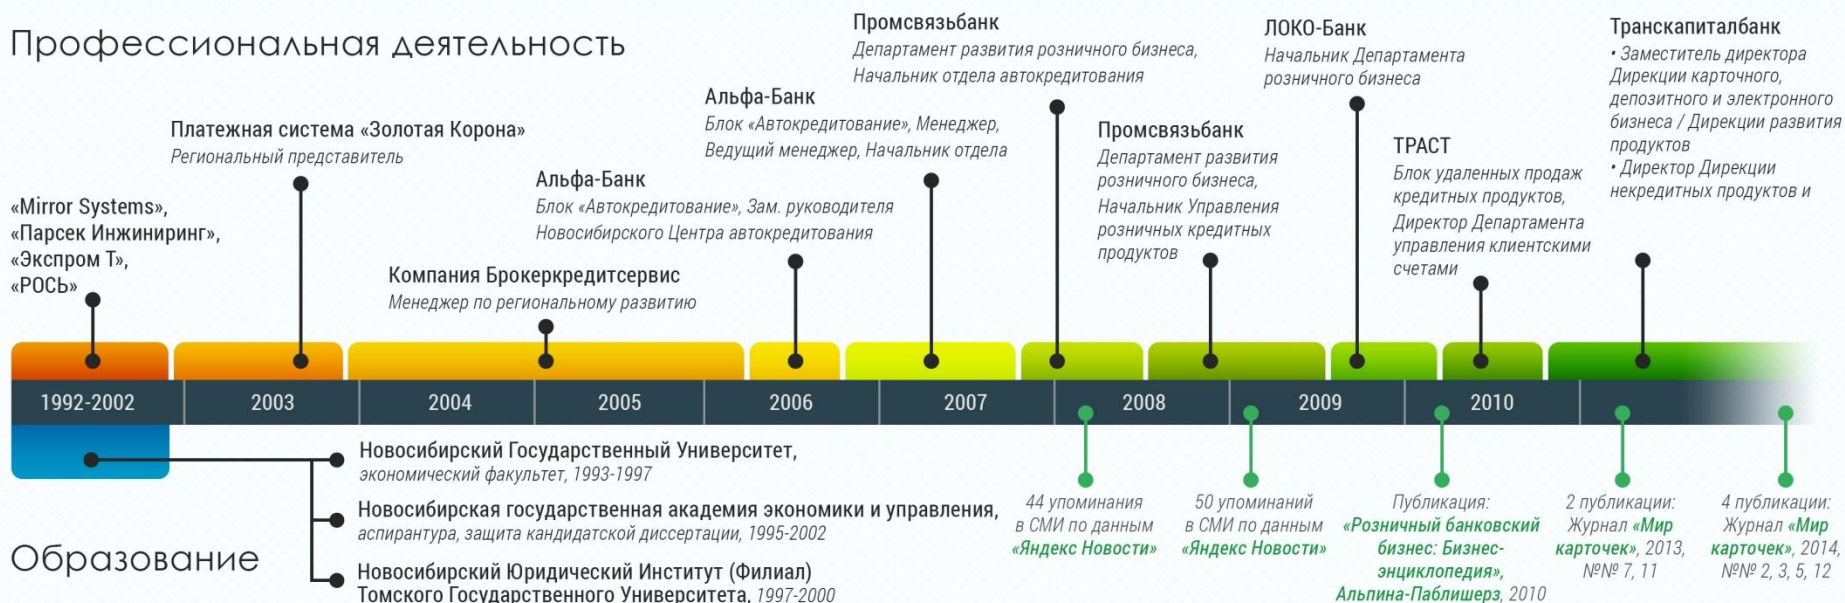 Профессиональная деятельность
«Mirror Systems»,
«Парсек Инжиниринг»,
«Экспром Т»,
«РОСЬ»
Платежная система «Золотая Корона»
Региональный представитель
Компания Брокеркредитсервис
Менеджер по региональному развитию
Альфа-Банк
Блок «Автокредитование», Зам. руководителя
Новосибирского Центра автокредитования
Альфа-Банк
Блок «Автокредитование», Менеджер,
Ведущий менеджер, Начальник отдела
Промсвязьбанк
Департамент развития розничного бизнеса,
Начальник отдела автокредитования
Промсвязьбанк
Департамент развития
розничного бизнеса,
Начальник Управления
розничных кредитных
продуктов
ЛОКО-Банк
Начальник Департамента
розничного бизнеса
ТРАСТ
Блок удаленных продаж
кредитных продуктов,
Директор Департамента
управления клиентскими
счетами
Транскапиталбанк
• Заместитель директора
Дирекции карточного,
депозитного и электронного
бизнеса / Дирекции развития
продуктов
• Директор Дирекции
некредитных продуктов и
1992-2002
2003
2004
2005
2006
2007
2008
2009
2010
Новосибирский Государственный Университет,
экономический факультет, 1993-1997
Новосибирская государственная академия экономики и управления,
аспирантура, защита кандидатской диссертации, 1995-2002
Новосибирский Юридический Институт (Филиал)
Томского Государственного Университета, 1997-2000
Образование
44 упоминания
в СМИ по данным
«Яндекс Новости»
50 упоминаний
в СМИ по данным
«Яндекс Новости»
Публикация:
«Розничный банковский
бизнес: Бизнес-
энциклопедия»,
Альпина-Паблишерз, 2010
2 публикации:
Журнал «Мир
карточек», 2013,
№№ 7, 11
4 публикации:
Журнал «Мир
карточек», 2014,
№№ 2, 3, 5, 12